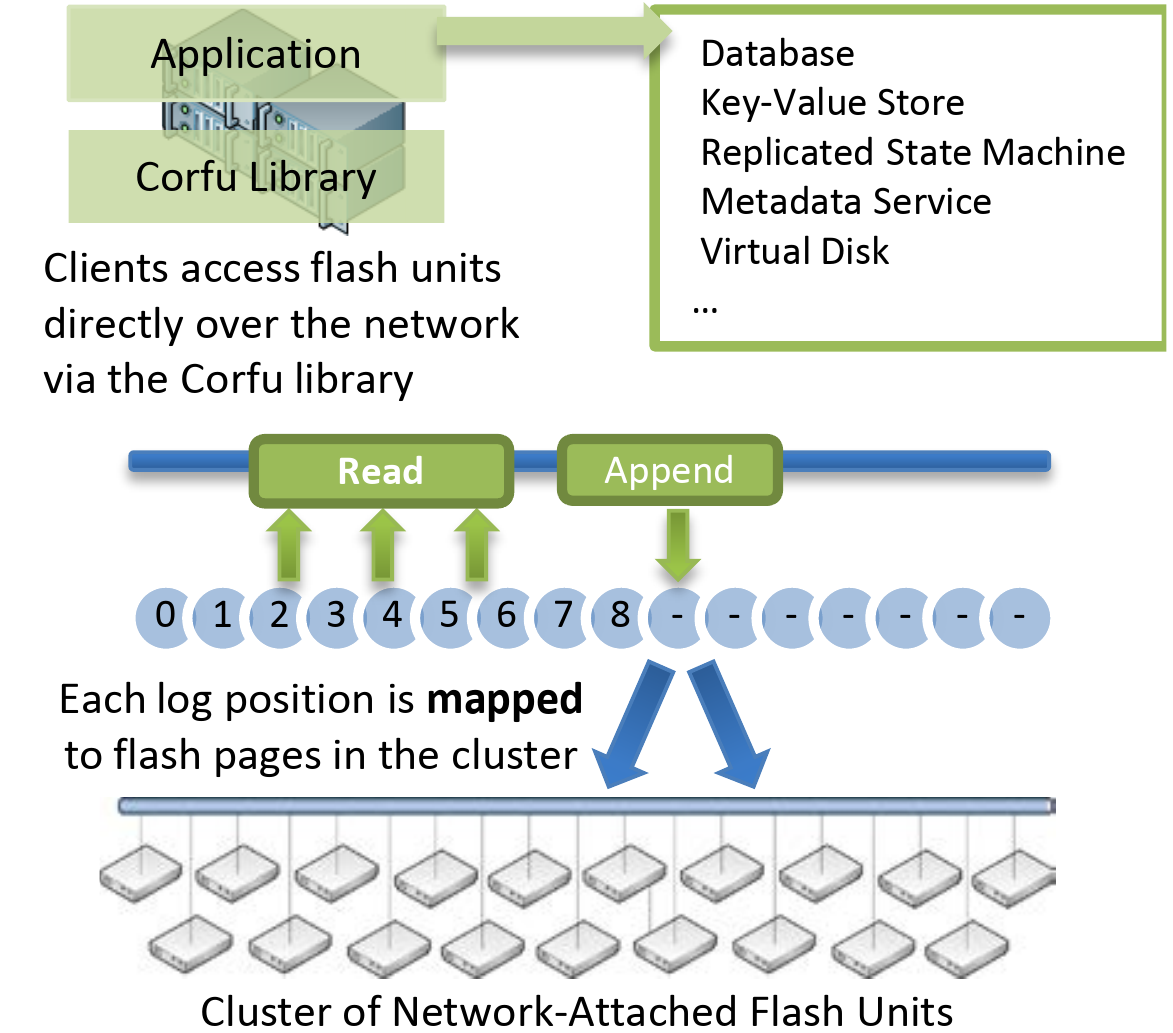 Application
Corfu Library
Database
Key-Value Store
Replicated State Machine
Metadata Service
Virtual Disk
...
Clients access flash units
directly over the network
via the Corfu library
Read
Append
0 1 2 3 4 5 6 7 8 - - - - - - -
Each log position is mapped
to flash pages in the cluster
Cluster of Network-Attached Flash Units